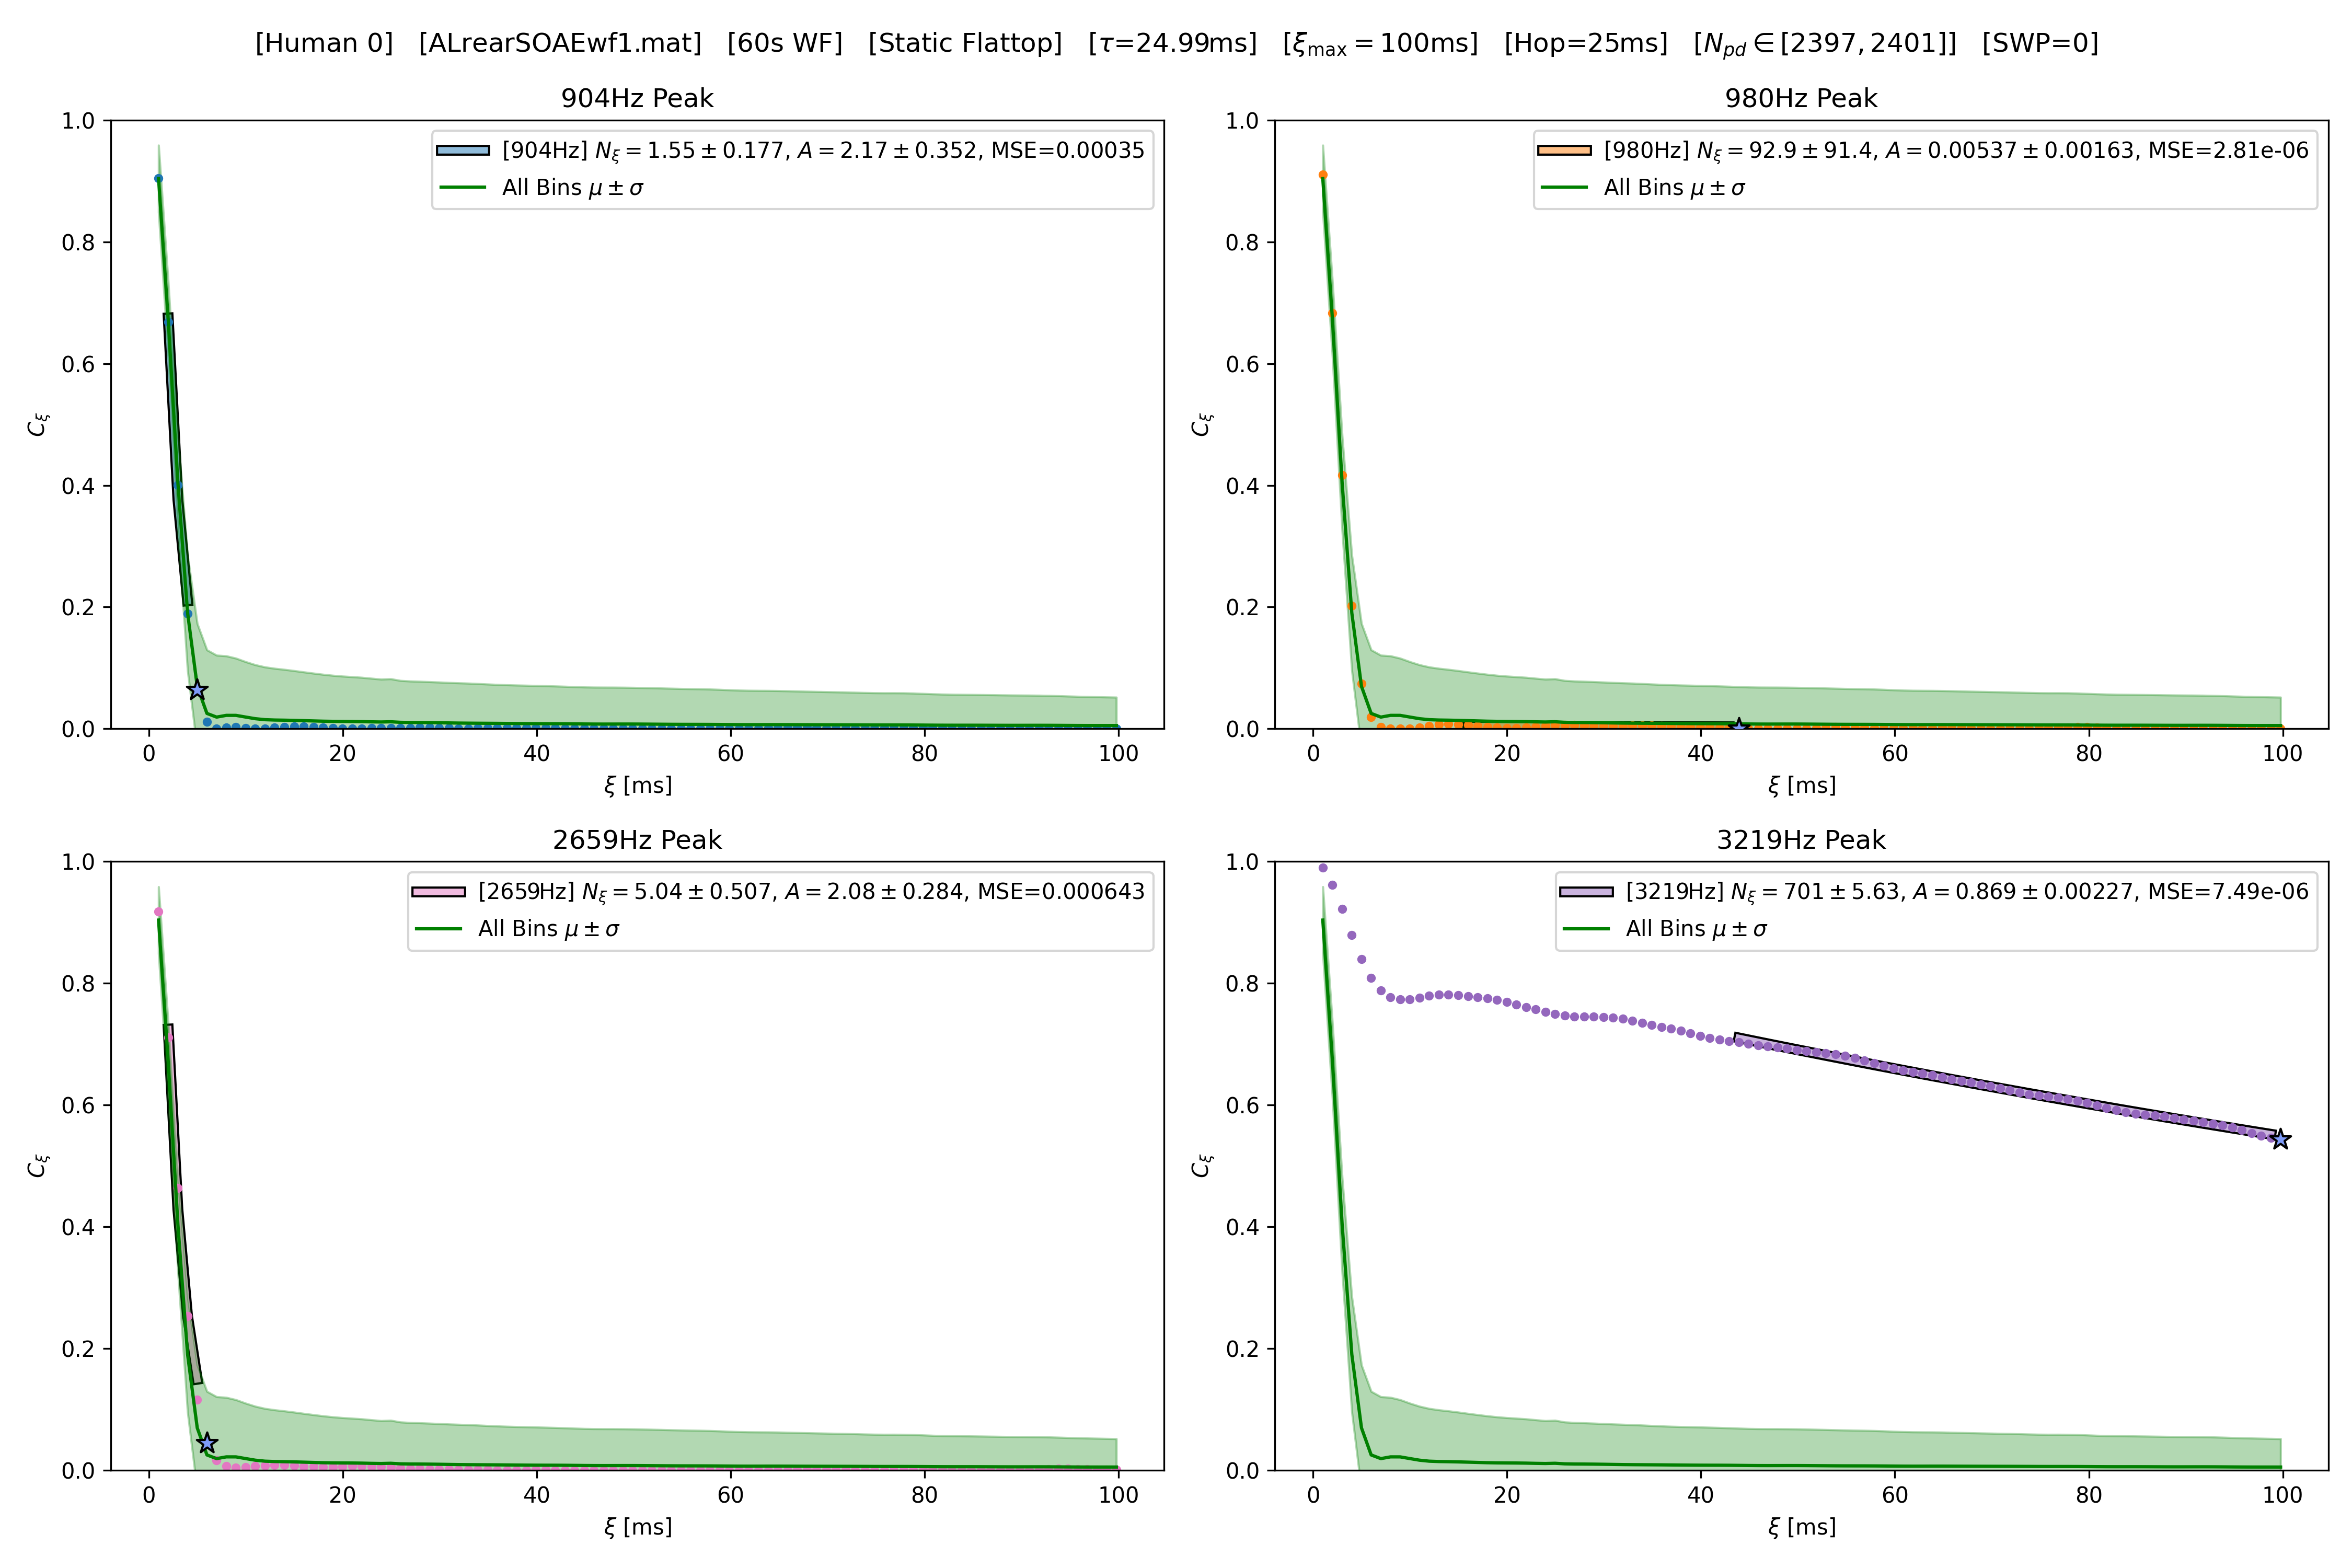 [Human 0] [ALrearSOAEwf1.mat] [60s WF] [Static Flattop] [τ=24.99ms] [ξmax = 100ms] [Hop=25ms] [Npd ∈ [2397, 2401]] [SWP=0]
904Hz Peak
1.0
0.8
0.6
0.4
0.2
0.0
Cξ
[904Hz] Nξ = 1.55 ± 0.177, A = 2.17 ± 0.352, MSE=0.00035
All Bins μ ± σ
0 20 40 60 80 100
ξ [ms]
980Hz Peak
1.0
0.8
0.6
0.4
0.2
0.0
Cξ
[980Hz] Nξ = 92.9 ± 91.4, A = 0.00537 ± 0.00163, MSE=2.81e-06
All Bins μ ± σ
0 20 40 60 80 100
ξ [ms]
2659Hz Peak
1.0
0.8
0.6
0.4
0.2
0.0
Cξ
[2659Hz] Nξ = 5.04 ± 0.507, A = 2.08 ± 0.284, MSE=0.000643
All Bins μ ± σ
0 20 40 60 80 100
ξ [ms]
3219Hz Peak
1.0
0.8
0.6
0.4
0.2
0.0
Cξ
[3219Hz] Nξ = 701 ± 5.63, A = 0.869 ± 0.00227, MSE=7.49e-06
All Bins μ ± σ
0 20 40 60 80 100
ξ [ms]